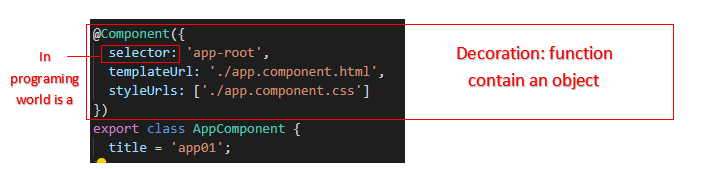 @Component({
selector: 'app-root',
templateUrl: './app.component.html',
styleUrls: ['./app.component.css']
})
export class AppComponent {
title = 'app01';
In
programing
world is a
Decoration: function
contain an object